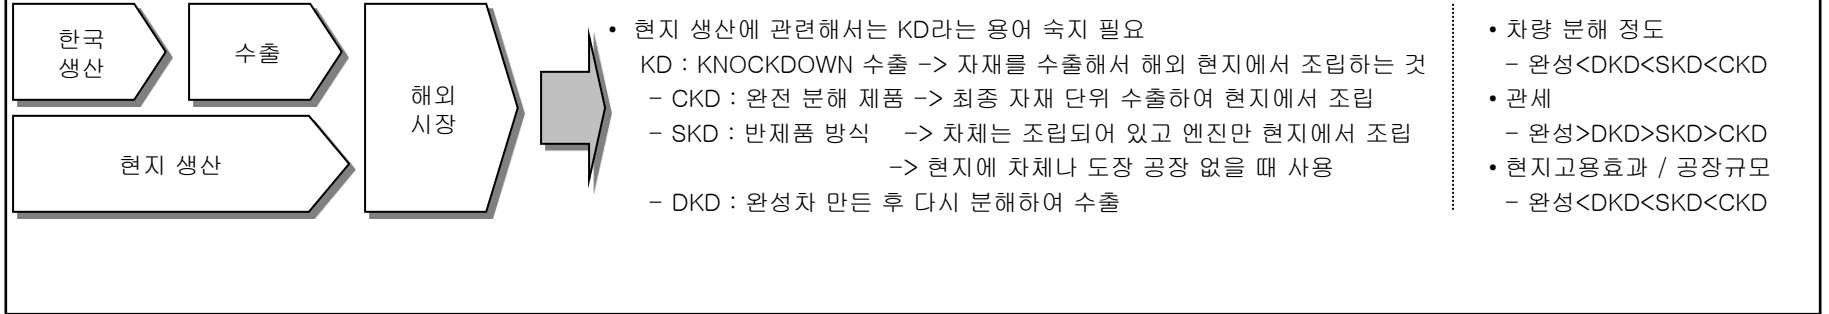 한국
생산
수출
현지 생산
해외
시장
• 현지 생산에 관련해서는 KD라는 용어 숙지 필요
KD : KNOCKDOWN 수출 -> 자재를 수출해서 해외 현지에서 조립하는 것
- CKD : 완전 분해 제품 -> 최종 자재 단위 수출하여 현지에서 조립
- SKD : 반제품 방식 -> 차체는 조립되어 있고 엔진만 현지에서 조립
-> 현지에 차체나 도장 공장 없을 때 사용
- DKD : 완성차 만든 후 다시 분해하여 수출
• 차량 분해 정도
- 완성<DKD<SKD<CKD
• 관세
- 완성>DKD>SKD>CKD
• 현지고용효과 / 공장규모
- 완성<DKD<SKD<CKD